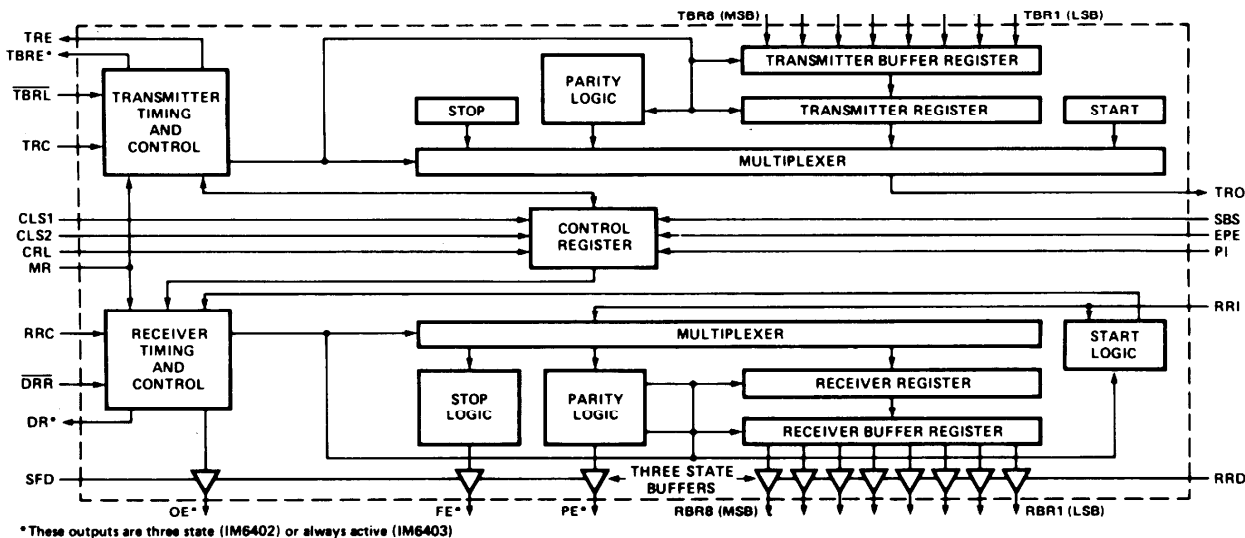 TRE
TBRE*
TBRL
TRC
TRANSMITTER
TIMING
AND
CONTROL
STOP
PARITY
LOGIC
TBR8 (MSB)
TBR1 (LSB)
TRANSMITTER BUFFER REGISTER
TRANSMITTER REGISTER
START
MULTIPLEXER
TRO
CLS1
CLS2
CRL
MR
CONTROL
REGISTER
SBS
EPE
PI
RRC
DRR
DR*
RECEIVER
TIMING
AND
CONTROL
MULTIPLEXER
RRI
START
LOGIC
STOP
LOGIC
PARITY
LOGIC
RECEIVER REGISTER
RECEIVER BUFFER REGISTER
SFD
THREE STATE
BUFFERS
RRD
OE*
FE*
PE*
RBR8 (MSB)
RBR1 (LSB)
*These outputs are three state (IM6402) or always active (IM6403)